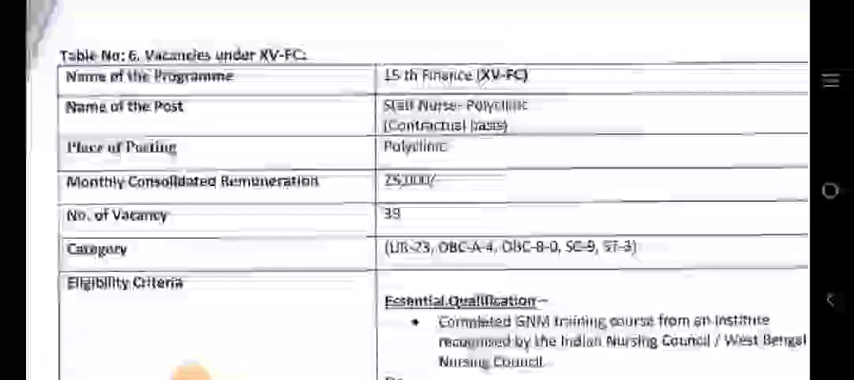 Table No: 6. Vacancies under XV-FC:
Name of the Programme
15 th Finance (XV-FC)
Name of the Post
Staff Nurse- Polyclinic
(Contractual basis)
Place of Posting
Polyclinic
Monthly Consolidated Remuneration
25,000/-
No. of Vacancy
39
Category
(UR-23, OBC-A-4, OBC-B-0, SC-9, ST-3)
Eligibility Criteria
Essential Qualification –
• Completed GNM training course from an institute
recognised by the Indian Nursing Council / West Bengal
Nursing Council